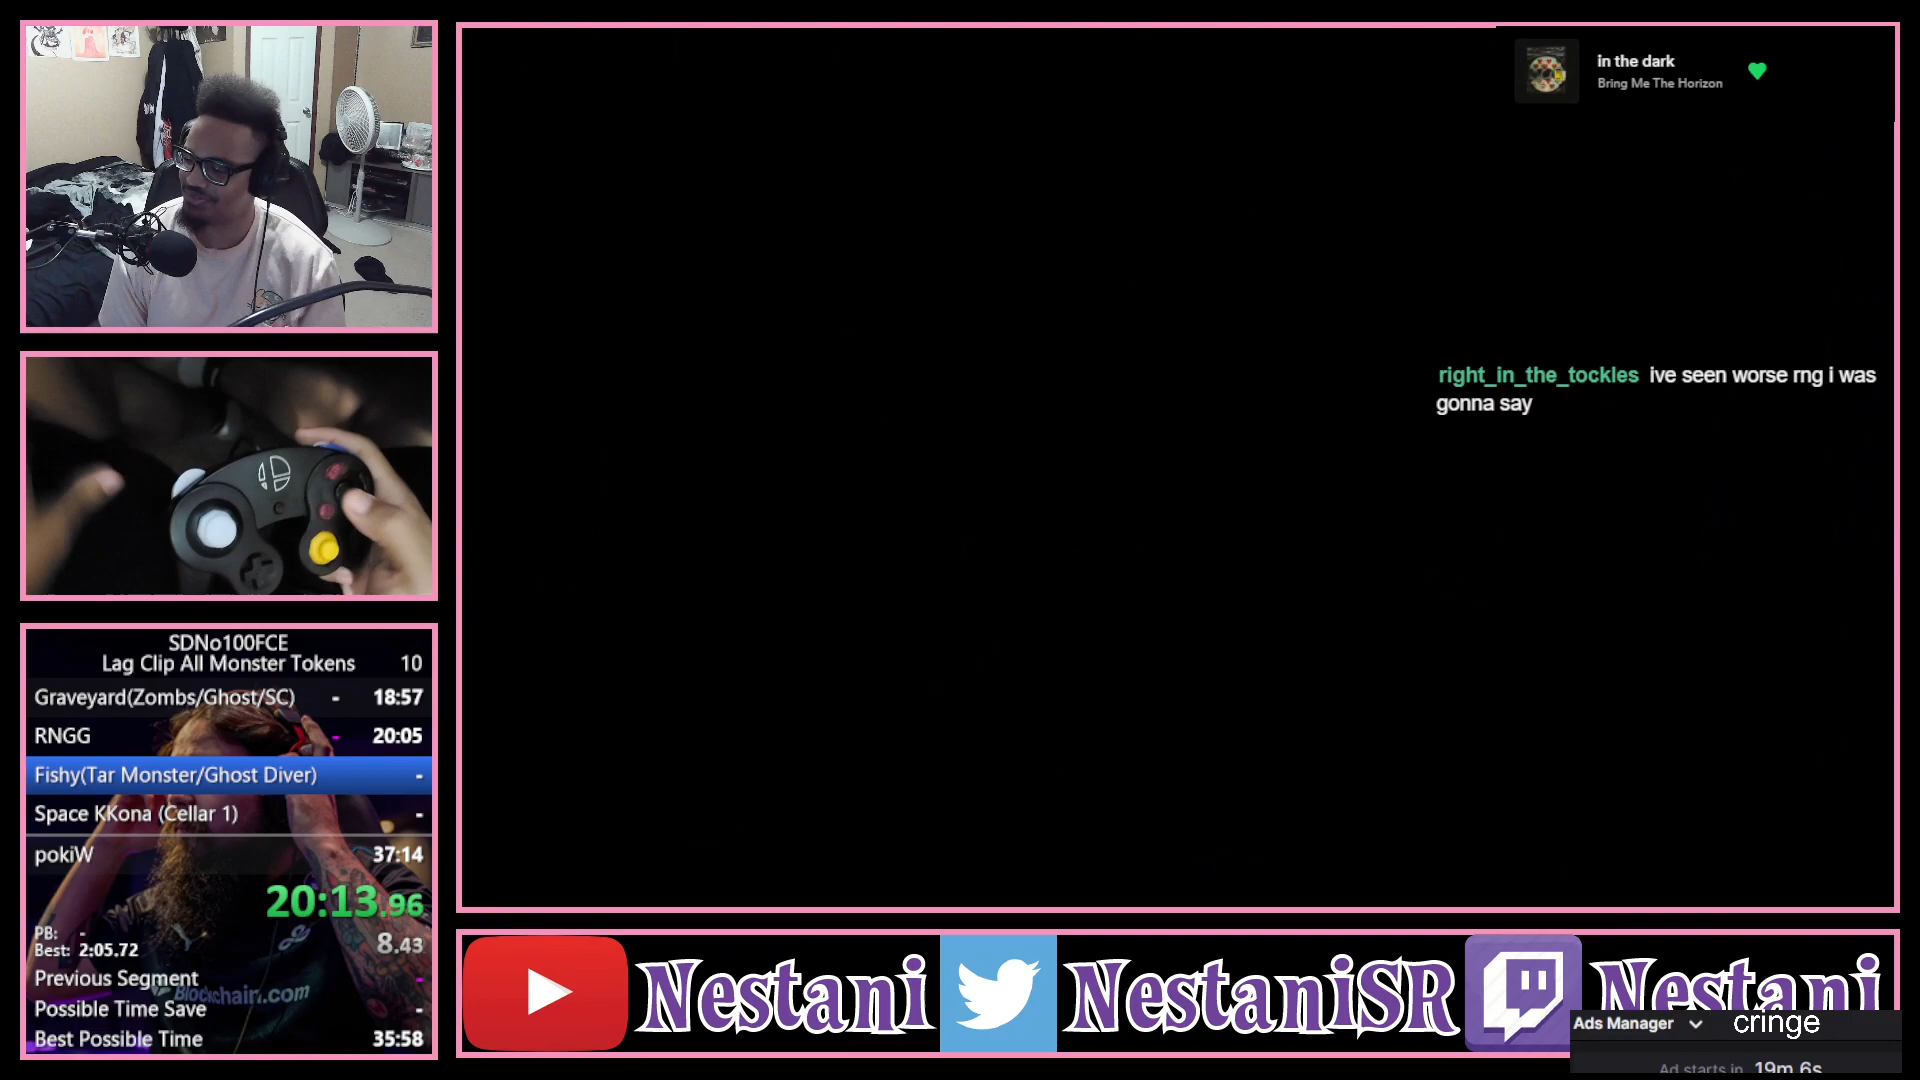 in the dark
Bring Me The Horizon
right_in_the_tockles ive seen worse rng i was
gonna say
SDNo100FCE
Lag Clip All Monster Tokens 10
Graveyard(Zombs/Ghost/SC) - 18:57
RNGG - 20:05
Fishy(Tar Monster/Ghost Diver) -
Space KKona (Cellar 1) -
pokiW 37:14
20:13.96
PB: -
8.43
Best: 2:05.72
Previous Segment -
Blockchain.com
Possible Time Save -
Best Possible Time 35:58
Nestani NestaniSR Nestani
Ads Manager cringe
Ad starts in 19m 6s